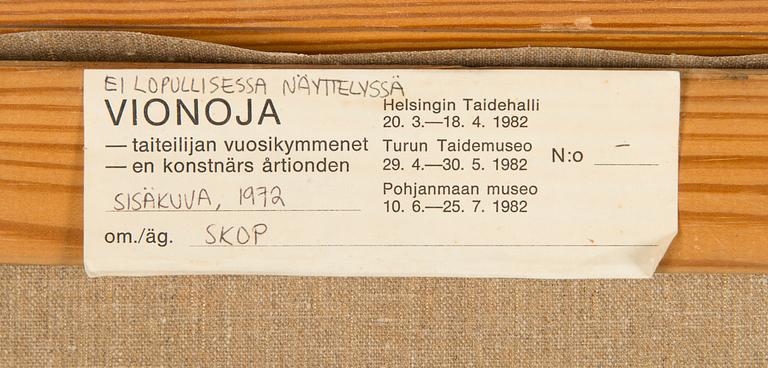 EI LOPULLISESSA NÄYTTELYSSÄ
VIONOJA
— taiteilijan vuosikymmenet
— en konstnärs årtionden
SISÄKUVA, 1972
om./äg. SKOP
Helsingin Taidehalli
20. 3.—18. 4. 1982
Turun Taidemuseo
29. 4.—30. 5. 1982
Pohjanmaan museo
10. 6.—25. 7. 1982
N:o —